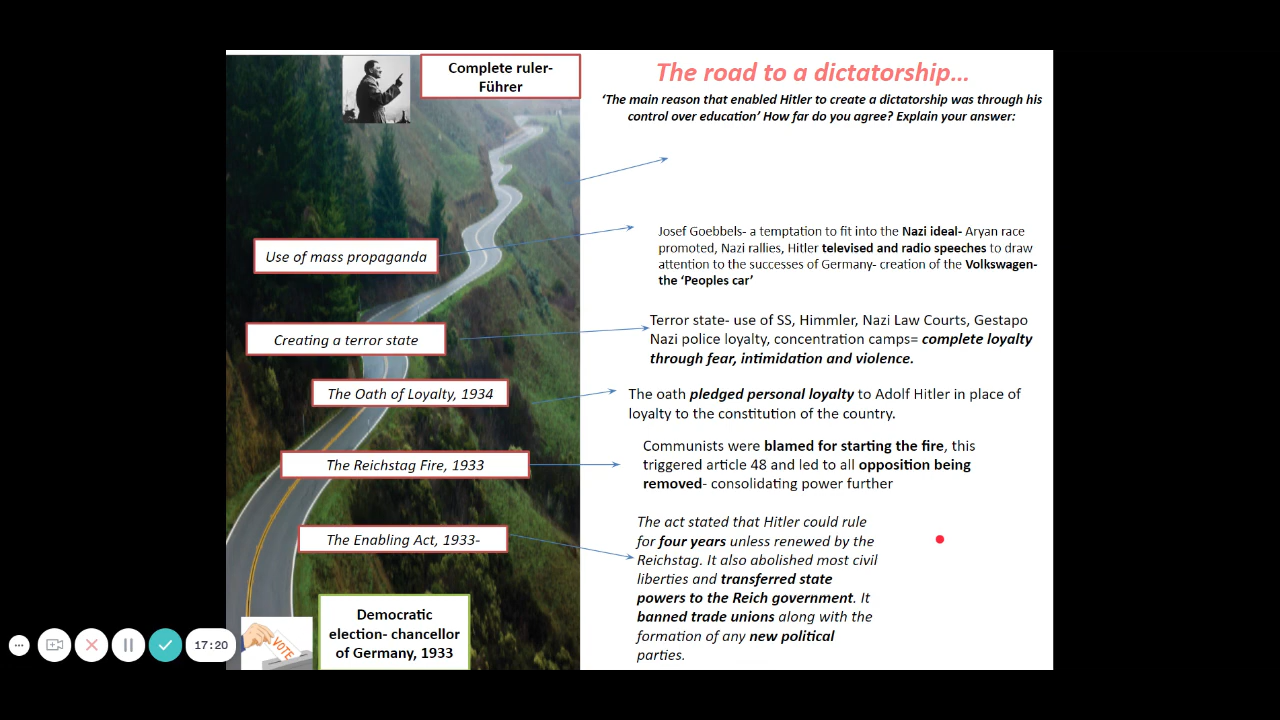 Complete ruler-
Führer
The road to a dictatorship...
‘The main reason that enabled Hitler to create a dictatorship was through his
control over education’ How far do you agree? Explain your answer:
Use of mass propaganda
Josef Goebbels- a temptation to fit into the Nazi ideal- Aryan race
promoted, Nazi rallies, Hitler televised and radio speeches to draw
attention to the successes of Germany- creation of the Volkswagen-
the ‘Peoples car’
Creating a terror state
Terror state- use of SS, Himmler, Nazi Law Courts, Gestapo
Nazi police loyalty, concentration camps= complete loyalty
through fear, intimidation and violence.
The Oath of Loyalty, 1934
The oath pledged personal loyalty to Adolf Hitler in place of
loyalty to the constitution of the country.
The Reichstag Fire, 1933
Communists were blamed for starting the fire, this
triggered article 48 and led to all opposition being
removed- consolidating power further
The Enabling Act, 1933-
The act stated that Hitler could rule
for four years unless renewed by the
Reichstag. It also abolished most civil
liberties and transferred state
powers to the Reich government. It
banned trade unions along with the
formation of any new political
parties.
Democratic
election- chancellor
of Germany, 1933
VOTE
17:20